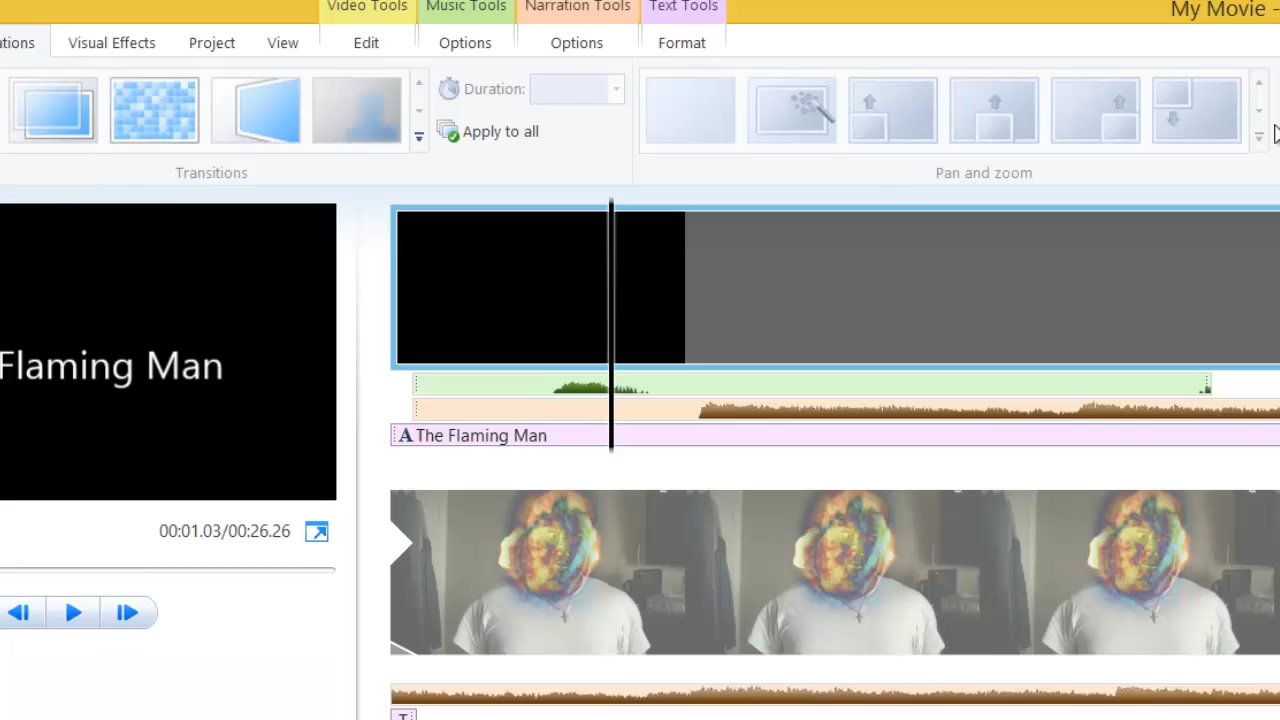 Video Tools Music Tools Narration Tools Text Tools My Movie -
ations Visual Effects Project View Edit Options Options Format
Duration:
Apply to all
Transitions Pan and zoom
Flaming Man
A The Flaming Man
00:01.03/00:26.26
T